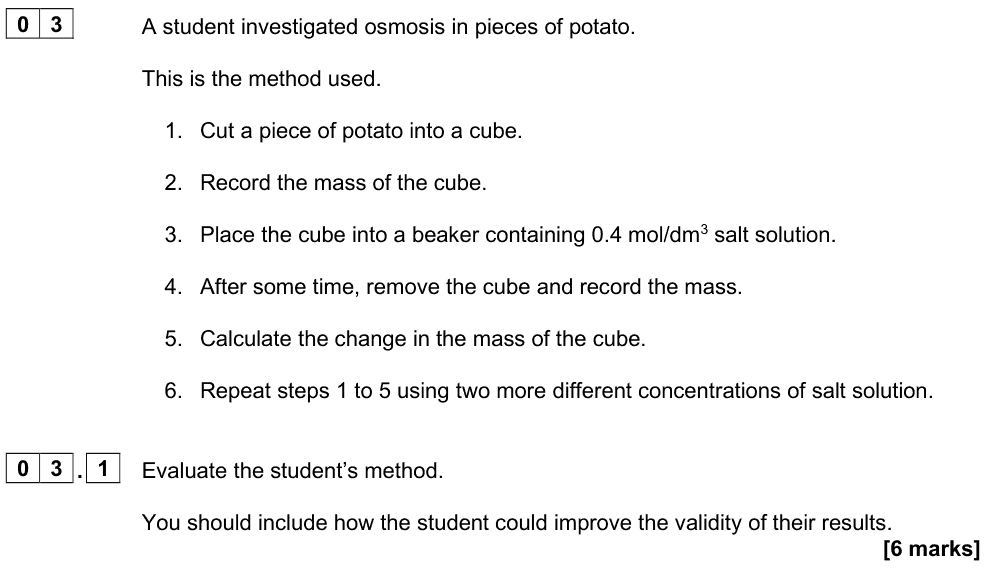 0 3 A student investigated osmosis in pieces of potato.
This is the method used.
1. Cut a piece of potato into a cube.
2. Record the mass of the cube.
3. Place the cube into a beaker containing 0.4 mol/dm³ salt solution.
4. After some time, remove the cube and record the mass.
5. Calculate the change in the mass of the cube.
6. Repeat steps 1 to 5 using two more different concentrations of salt solution.
0 3 . 1 Evaluate the student’s method.
You should include how the student could improve the validity of their results.
[6 marks]